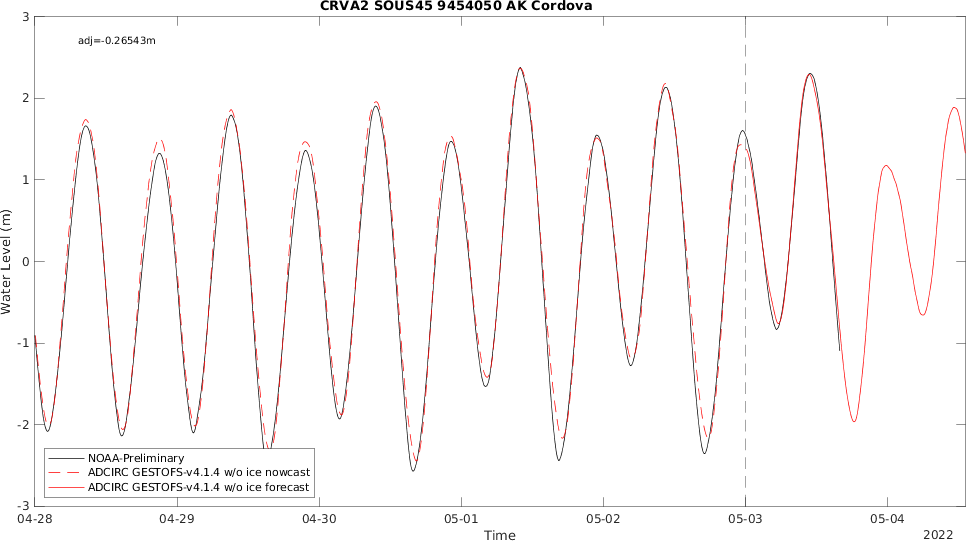 CRVA2 SOUS45 9454050 AK Cordova
adj=-0.26543m
3
2
1
0
-1
-2
-3
Water Level (m)
NOAA-Preliminary
ADCIRC GESTOFS-v4.1.4 w/o ice nowcast
ADCIRC GESTOFS-v4.1.4 w/o ice forecast
04-28 04-29 04-30 05-01 05-02 05-03 05-04
Time
2022